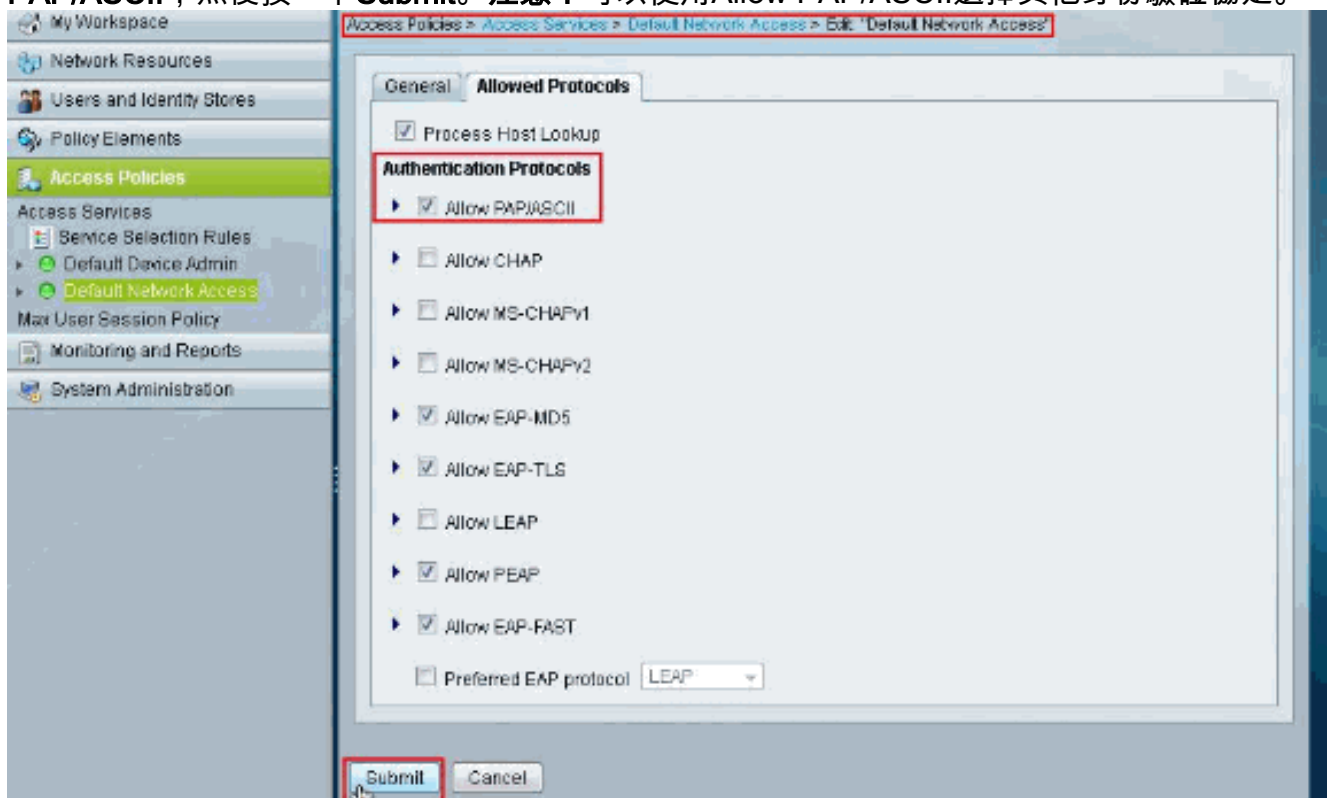 PAP/ASCII，然後按一下Submit。注意：可以使用Allow PAP/ASCII選擇其他身份驗證協定。
My Workspace
Network Resources
Users and Identity Stores
Policy Elements
Access Policies
Access Services
Service Selection Rules
Default Device Admin
Default Network Access
Max User Session Policy
Monitoring and Reports
System Administration
Access Policies > Access Services > Default Network Access > Edit: "Default Network Access"
General
Allowed Protocols
Process Host Lookup
Authentication Protocols
Allow PAP/ASCII
Allow CHAP
Allow MS-CHAPv1
Allow MS-CHAPv2
Allow EAP-MD5
Allow EAP-TLS
Allow LEAP
Allow PEAP
Allow EAP-FAST
Preferred EAP protocol LEAP
Submit Cancel